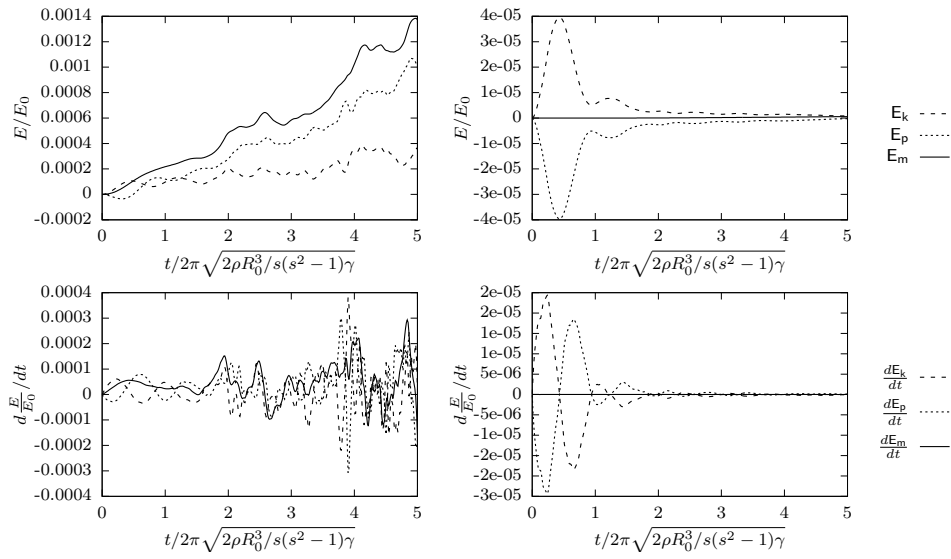 0.0014
0.0012
0.001
0.0008
0.0006
0.0004
0.0002
0
-0.0002
E/E₀
0 1 2 3 4 5
t/2π√(2ρR₀³/s(s² − 1)γ)
4e-05
3e-05
2e-05
1e-05
0
-1e-05
-2e-05
-3e-05
-4e-05
E/E₀
0 1 2 3 4 5
t/2π√(2ρR₀³/s(s² − 1)γ)
E_k
E_p
E_m
0.0004
0.0003
0.0002
0.0001
0
-0.0001
-0.0002
-0.0003
-0.0004
d E/E₀ /dt
0 1 2 3 4 5
t/2π√(2ρR₀³/s(s² − 1)γ)
2e-05
2e-05
1e-05
5e-06
0
-5e-06
-1e-05
-2e-05
-2e-05
-3e-05
d E/E₀ /dt
0 1 2 3 4 5
t/2π√(2ρR₀³/s(s² − 1)γ)
dE_k/dt
dE_p/dt
dE_m/dt